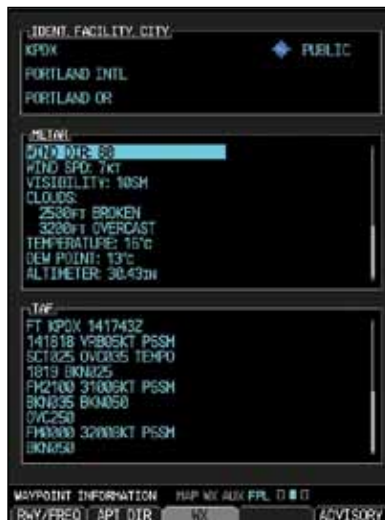 IDENT, FACILITY, CITY
KPDX PUBLIC
PORTLAND INTL
PORTLAND OR
METAR
WIND DIR: 60
WIND SPD: 7KT
VISIBILITY: 10SM
CLOUDS:
2500FT BROKEN
3200FT OVERCAST
TEMPERATURE: 16°C
DEW POINT: 13°C
ALTIMETER: 30.43IN
TAF
FT KPDX 141743Z
141818 VRB05KT P6SM
SCT025 OVC035 TEMPO
1819 BKN025
FM2100 31006KT P6SM
BKN035 BKN050
OVC250
FM0000 32008KT P6SM
BKN050
WAYPOINT INFORMATION MAP WX AUX FPL
RWY/FREQ APT DIR WX ADVISORY